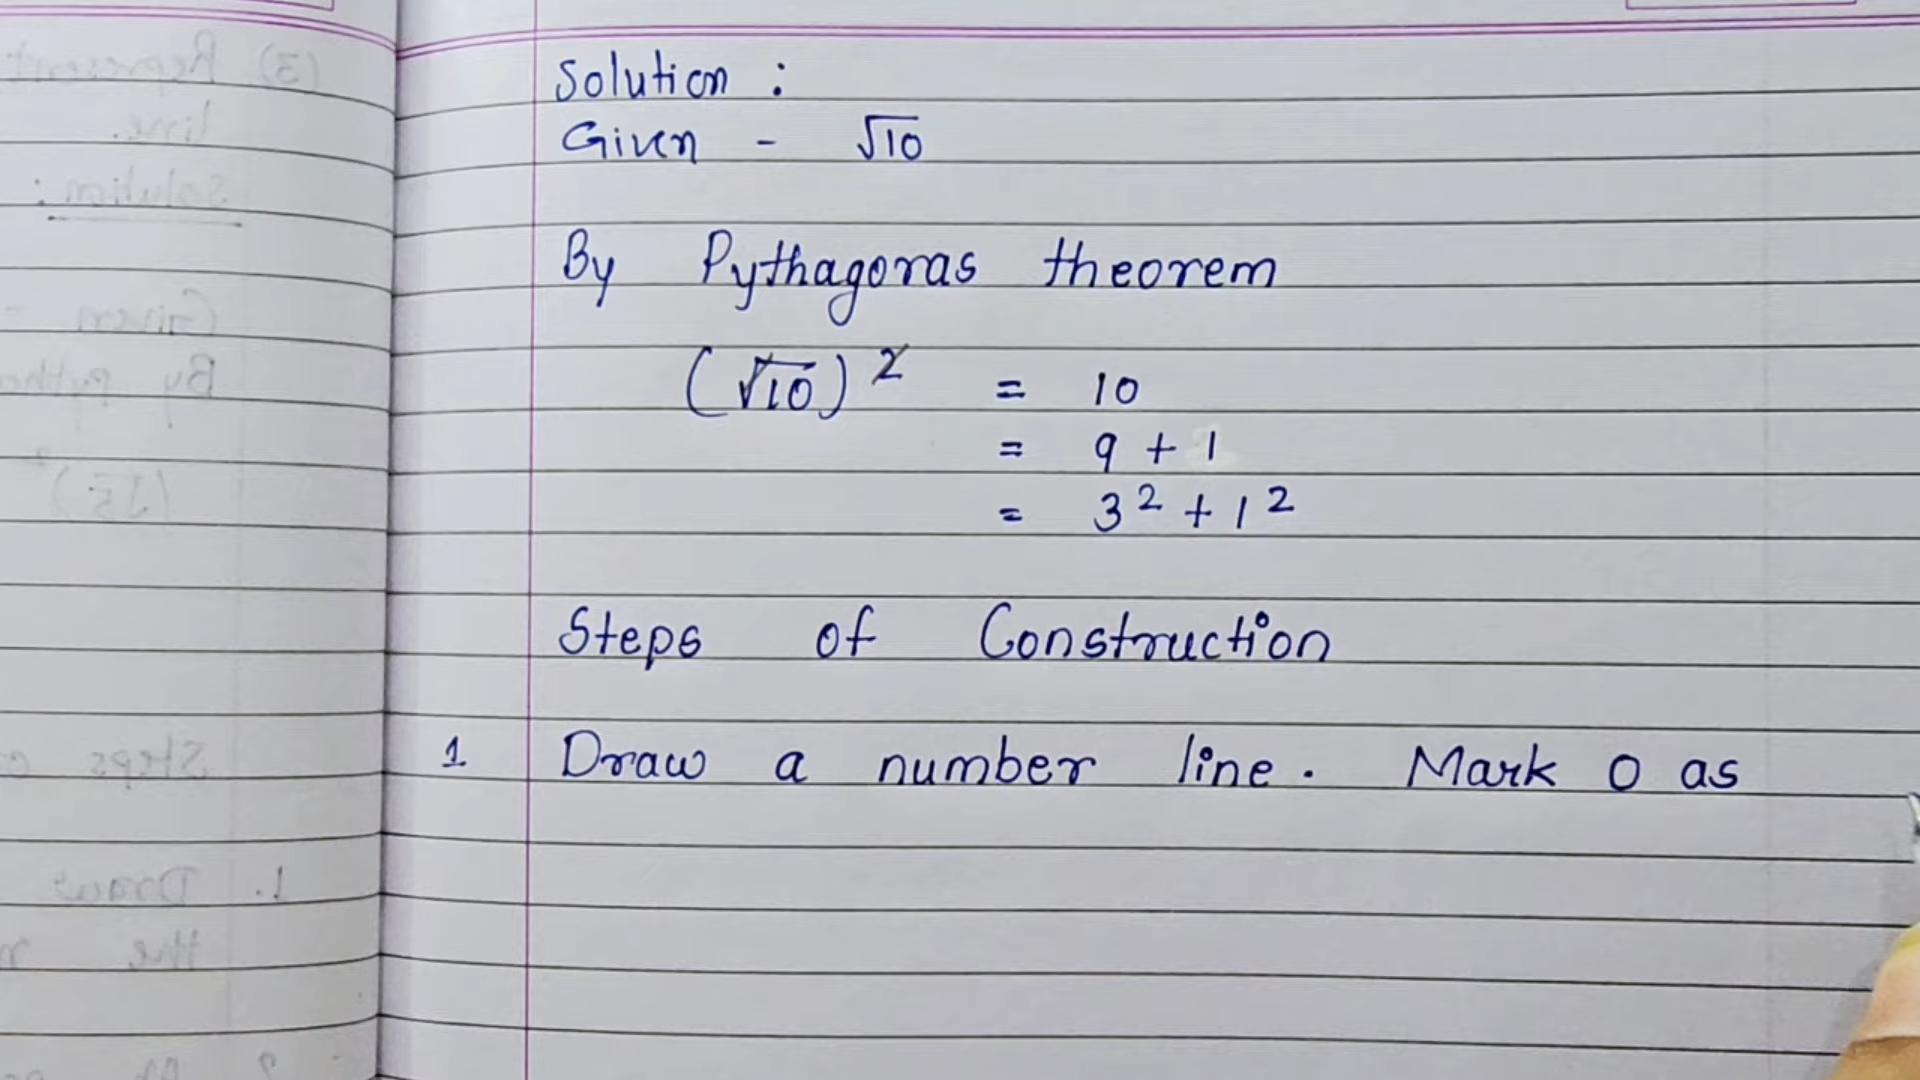 Solution :
Given - √10
By Pythagoras theorem
(√10)² = 10
= 9 + 1
= 3² + 1²
Steps of Construction
1 Draw a number line. Mark 0 as